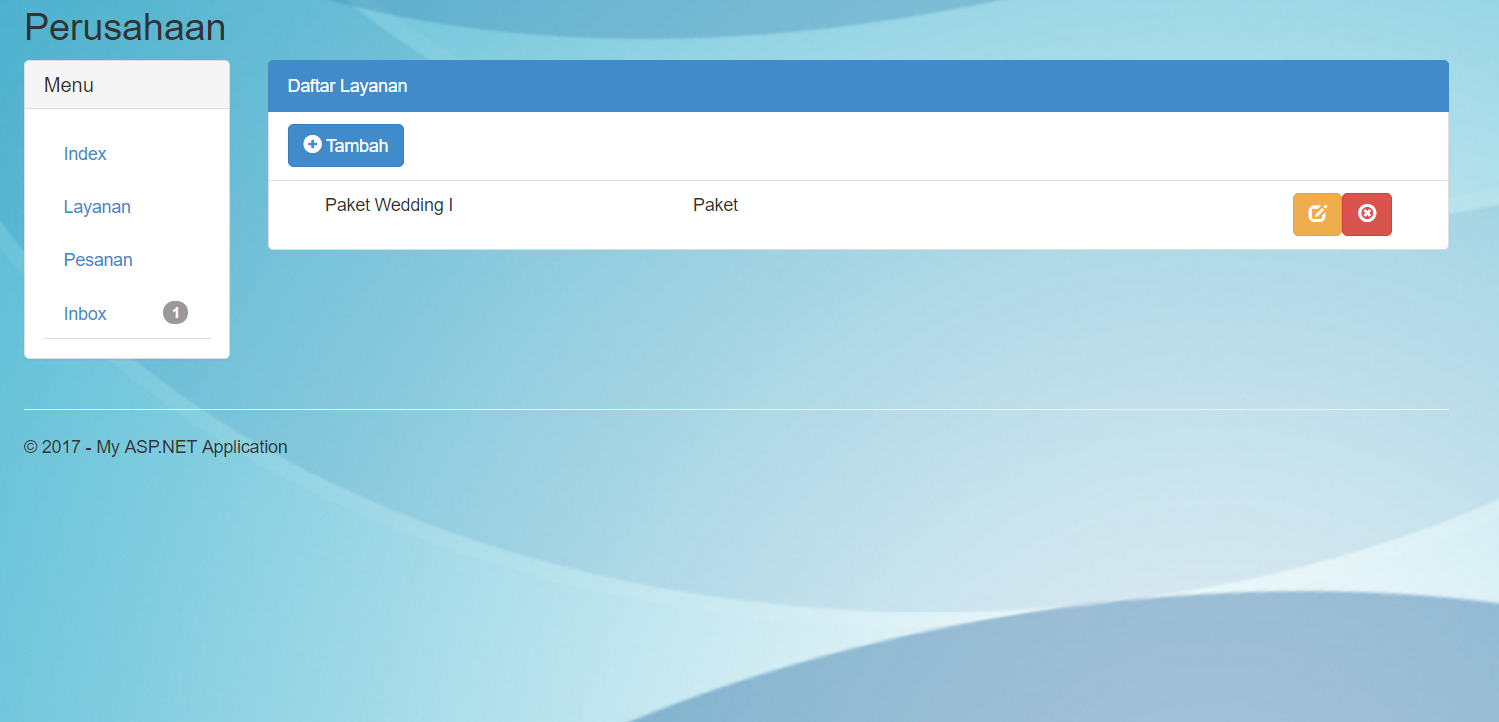 Perusahaan
Menu
Index
Layanan
Pesanan
Inbox 1
Daftar Layanan
Tambah
Paket Wedding I Paket
© 2017 - My ASP.NET Application